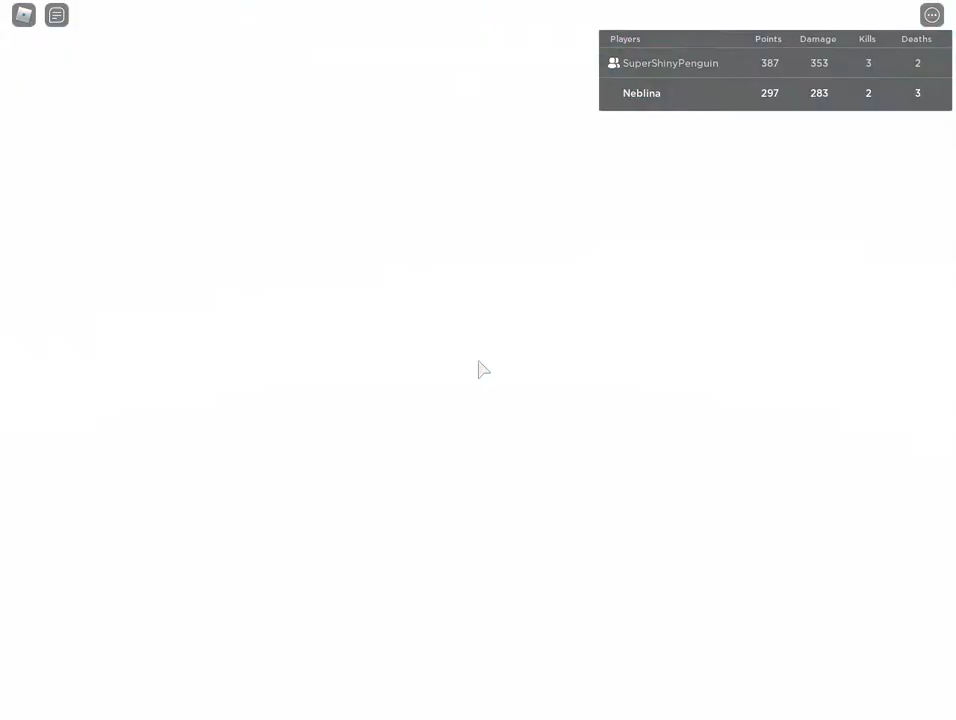 Players Points Damage Kills Deaths
SuperShinyPenguin 387 353 3 2
Neblina 297 283 2 3